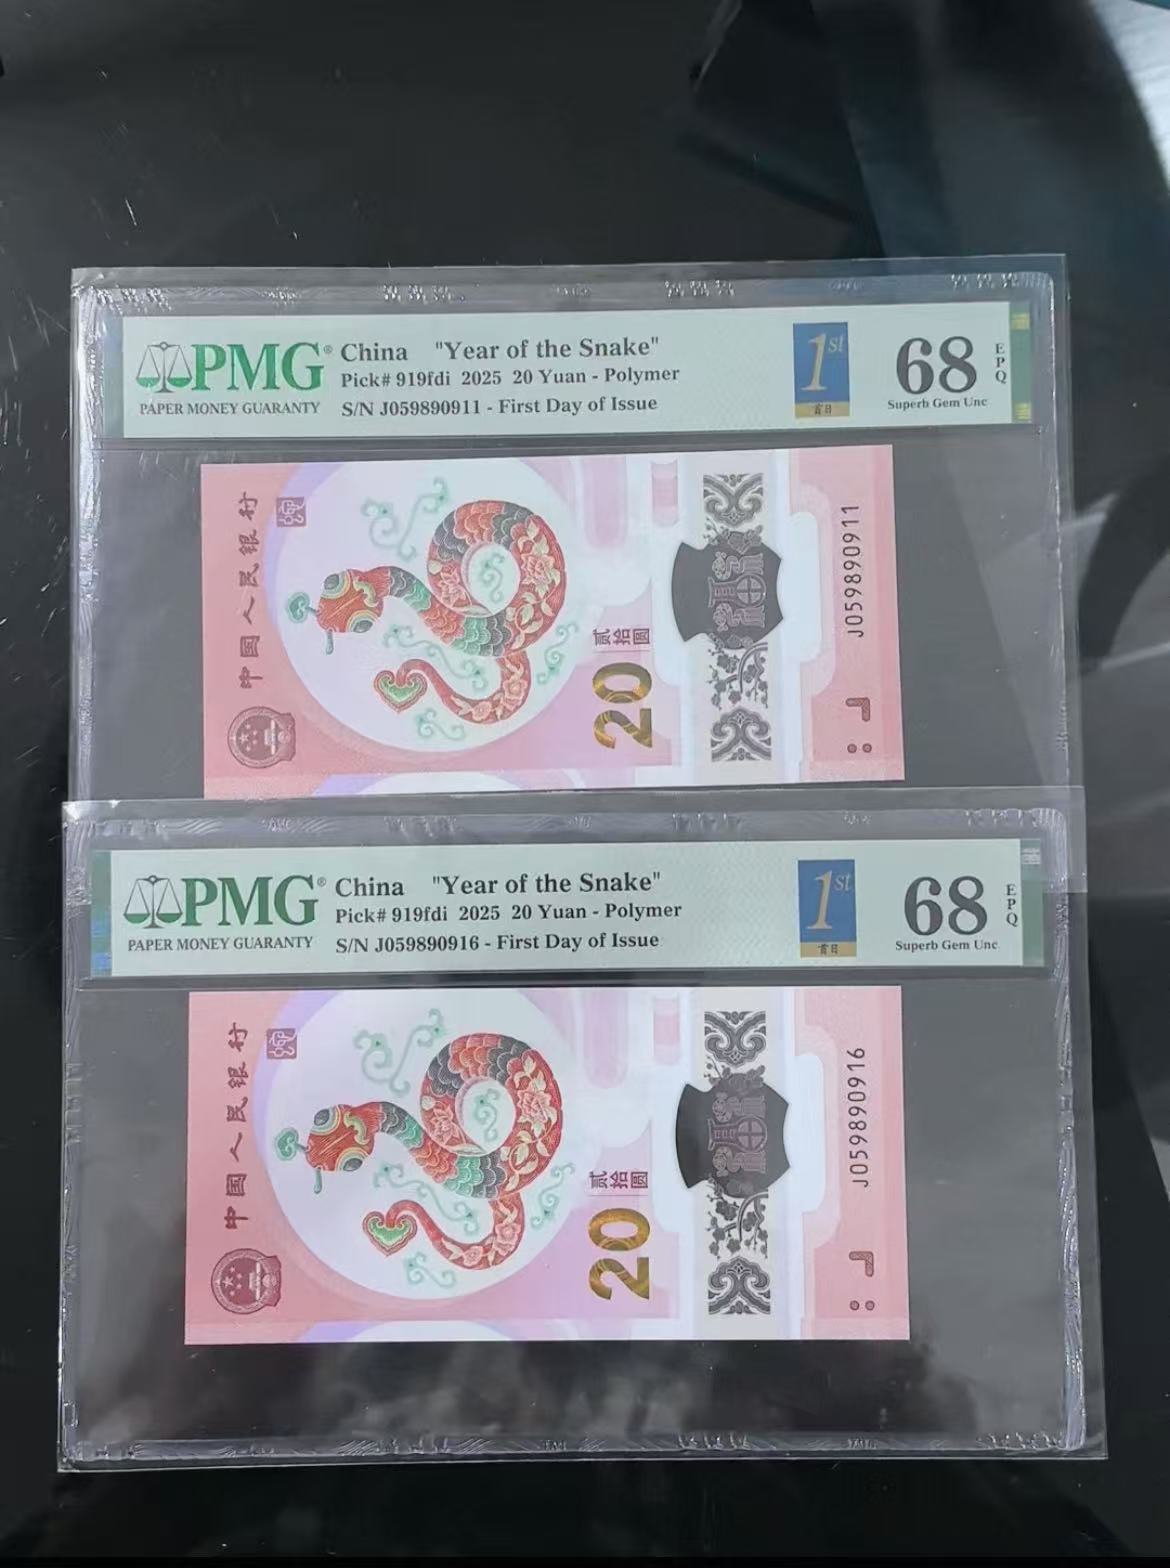 PMG®
PAPER MONEY GUARANTY
China "Year of the Snake"
Pick# 919fdi 2025 20 Yuan - Polymer
S/N J059890911 - First Day of Issue
1st
首日
68
EPQ
Superb Gem Unc
中国人民银行
贰拾圆
20
J059890911
PMG®
PAPER MONEY GUARANTY
China "Year of the Snake"
Pick# 919fdi 2025 20 Yuan - Polymer
S/N J059890916 - First Day of Issue
1st
首日
68
EPQ
Superb Gem Unc
中国人民银行
贰拾圆
20
J059890916